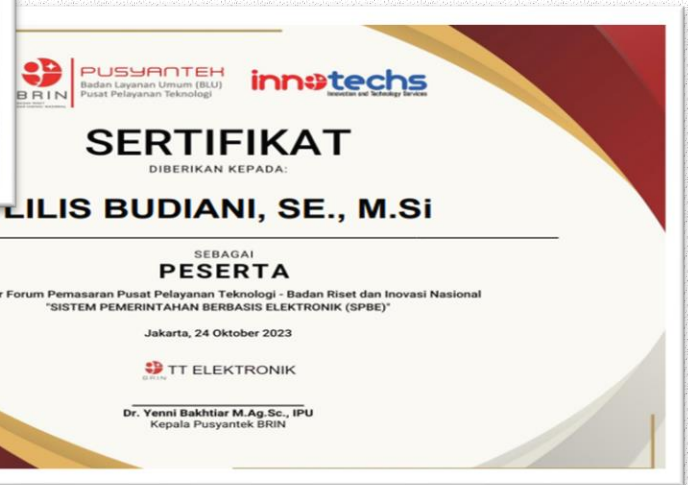 BRIN
PUSYANTEK
Badan Layanan Umum (BLU)
Pusat Pelayanan Teknologi
innotechs
Innovation and Technology Services
SERTIFIKAT
DIBERIKAN KEPADA:
LILIS BUDIANI, SE., M.Si
SEBAGAI
PESERTA
Forum Pemasaran Pusat Pelayanan Teknologi - Badan Riset dan Inovasi Nasional
"SISTEM PEMERINTAHAN BERBASIS ELEKTRONIK (SPBE)"
Jakarta, 24 Oktober 2023
BRIN
TT ELEKTRONIK
Dr. Yenni Bakhtiar M.Ag.Sc., IPU
Kepala Pusyantek BRIN